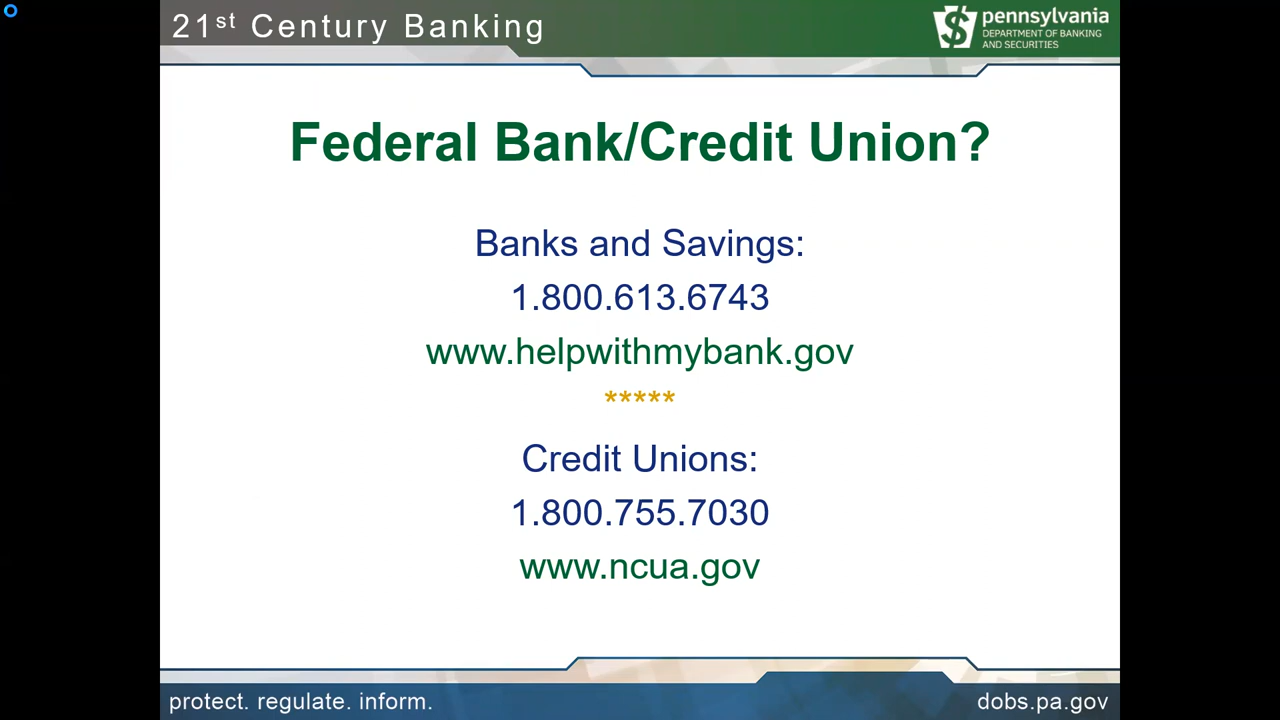 21st Century Banking
pennsylvania
DEPARTMENT OF BANKING
AND SECURITIES
Federal Bank/Credit Union?
Banks and Savings:
1.800.613.6743
www.helpwithmybank.gov
*****
Credit Unions:
1.800.755.7030
www.ncua.gov
protect. regulate. inform.
dobs.pa.gov